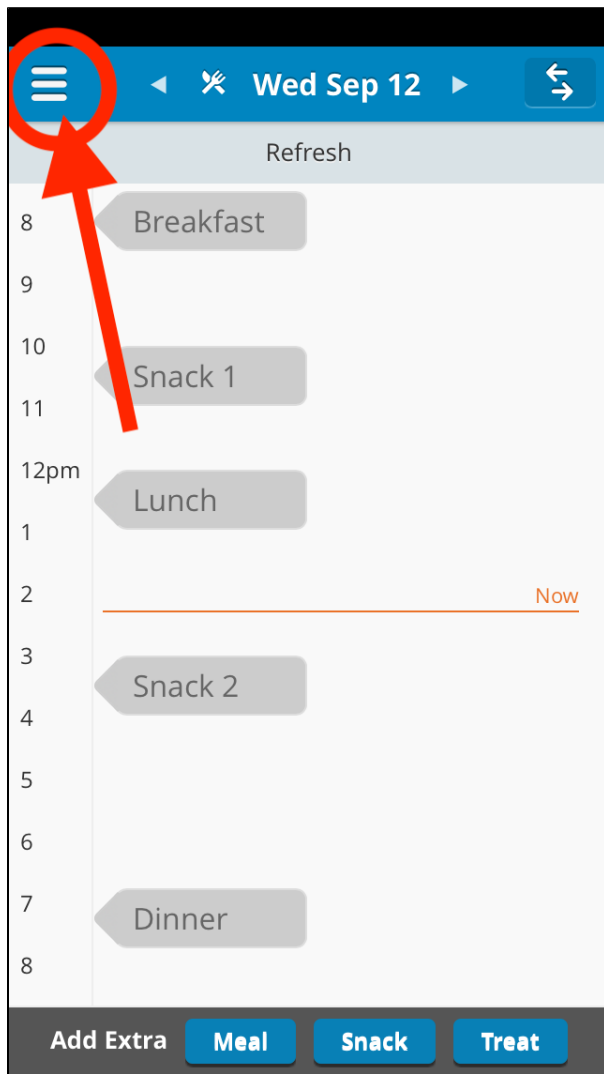 Wed Sep 12
Refresh
8
Breakfast
9
10
Snack 1
11
12pm
Lunch
1
2
Now
3
Snack 2
4
5
6
7
Dinner
8
Add Extra Meal Snack Treat